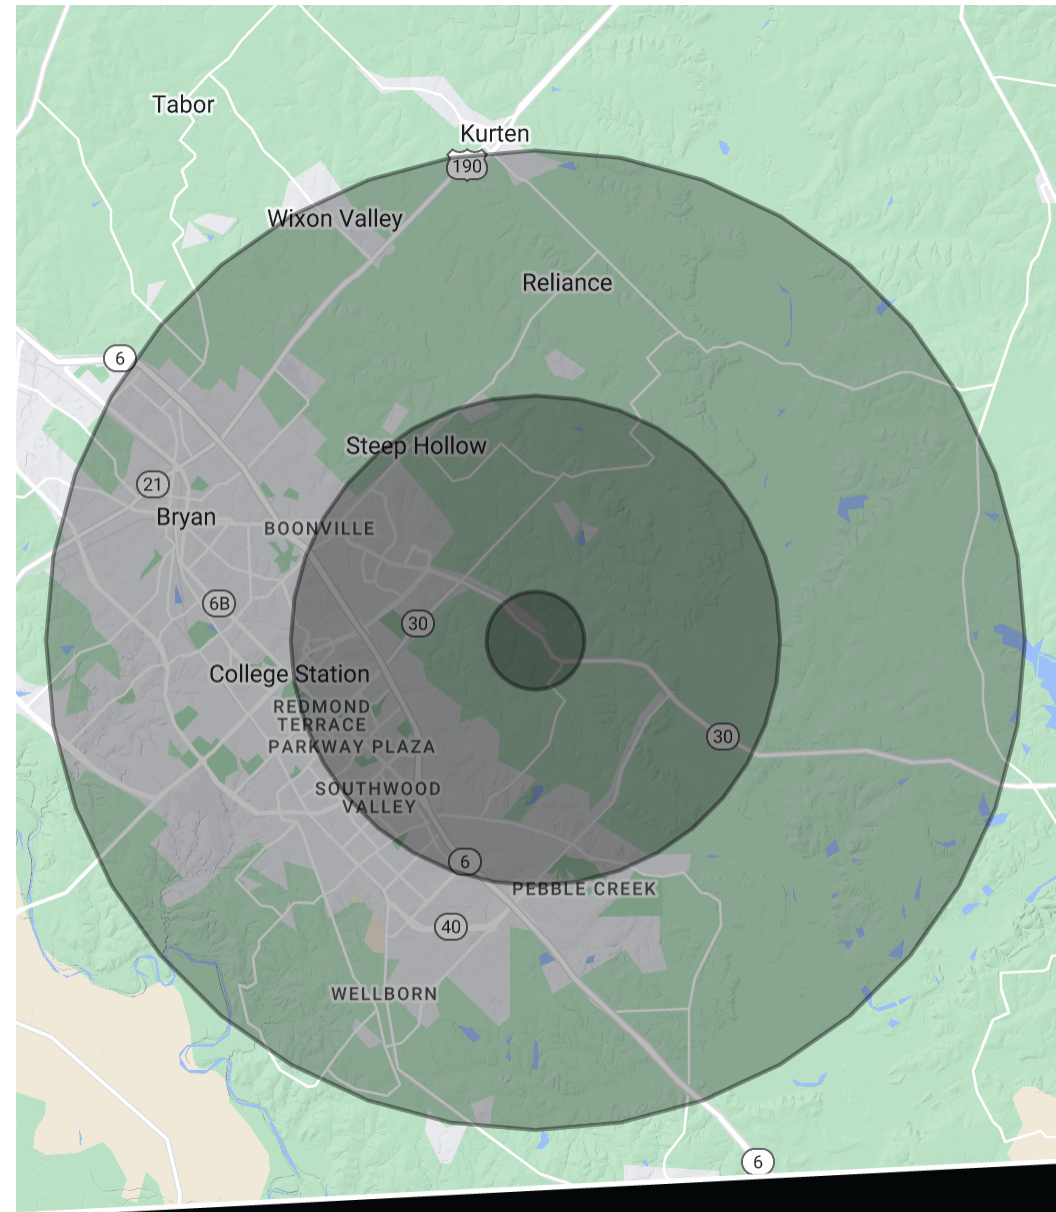 Tabor
Kurten
190
Wixon Valley
Reliance
6
Steep Hollow
21
Bryan
BOONVILLE
6B
30
College Station
REDMOND
TERRACE
30
PARKWAY PLAZA
SOUTHWOOD
VALLEY
6
PEBBLE CREEK
40
WELLBORN
6